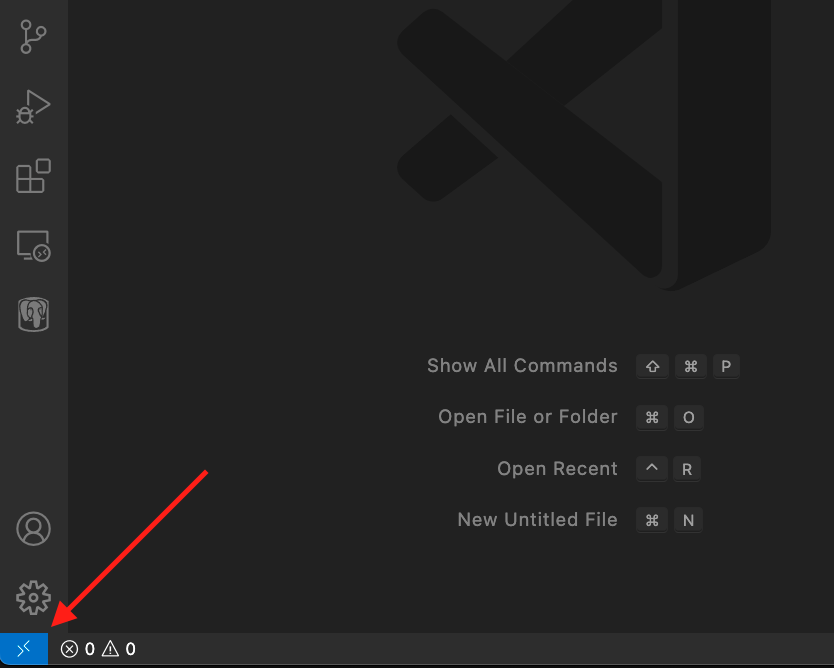 Show All Commands ⇧ ⌘ P
Open File or Folder ⌘ O
Open Recent ^ R
New Untitled File ⌘ N
0 0